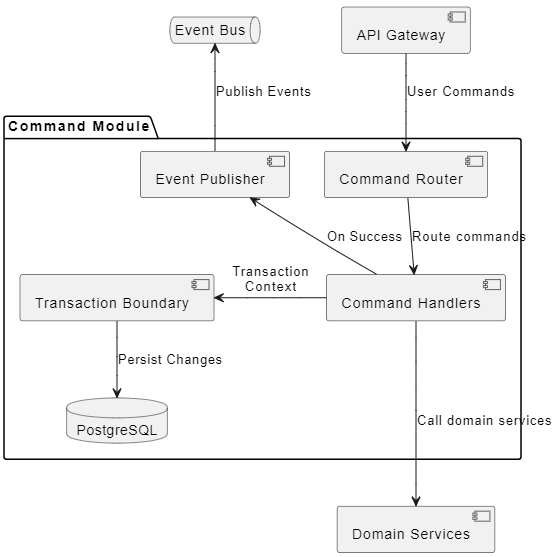 Event Bus
API Gateway
Publish Events
User Commands
Command Module
Event Publisher
Command Router
On Success
Route commands
Transaction
Context
Transaction Boundary
Command Handlers
Persist Changes
PostgreSQL
Call domain services
Domain Services